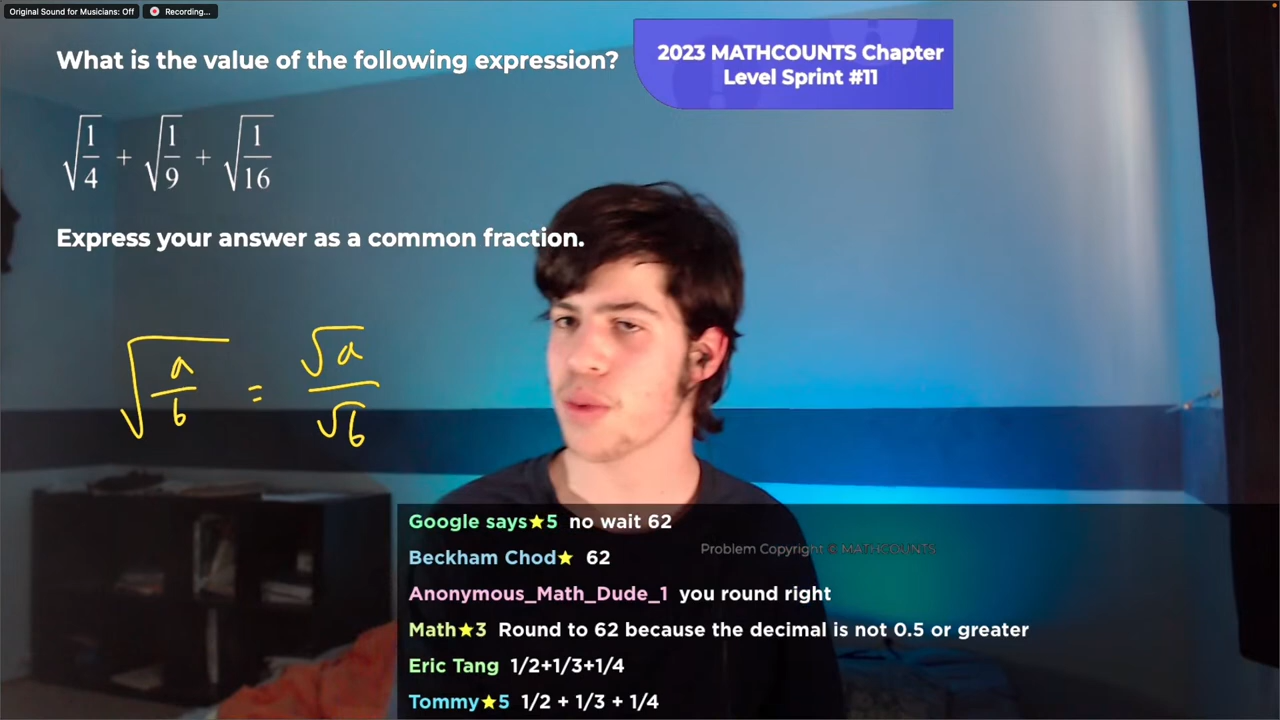 Original Sound for Musicians: Off
Recording...
What is the value of the following expression?
2023 MATHCOUNTS Chapter
Level Sprint #11
√(1/4) + √(1/9) + √(1/16)
Express your answer as a common fraction.
√(a/b) = √a/√b
Google says⭐5 no wait 62
Problem Copyright © MATHCOUNTS
Beckham Chod⭐ 62
Anonymous_Math_Dude_1 you round right
Math⭐3 Round to 62 because the decimal is not 0.5 or greater
Eric Tang 1/2+1/3+1/4
Tommy⭐5 1/2 + 1/3 + 1/4